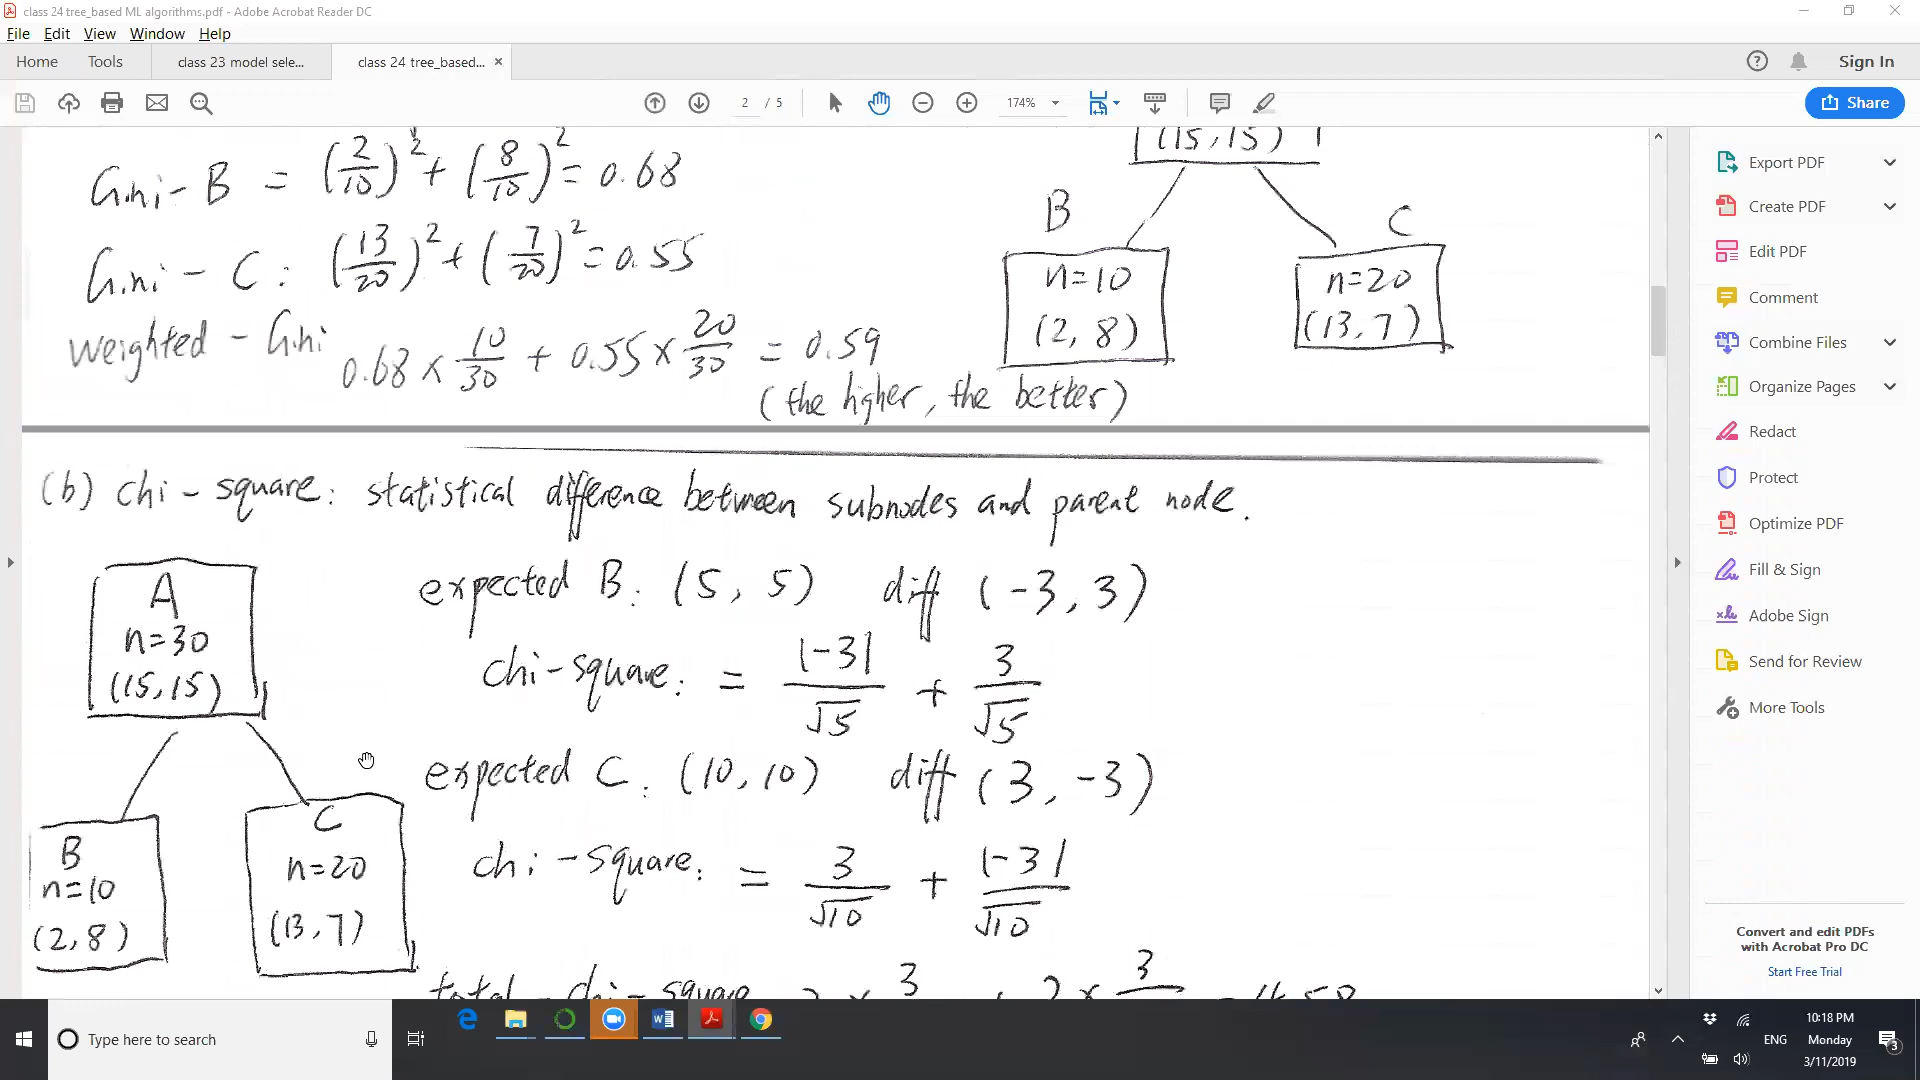 class 24 tree_based ML algorithms.pdf - Adobe Acrobat Reader DC
File Edit View Window Help
Home Tools class 23 model sele... class 24 tree_based... × Sign In
2 / 5 174% Share
(15,15)
Gini - B = (2/10)² + (8/10)² = 0.68
Gini - C : (13/20)² + (7/20)² = 0.55
weighted - Gini 0.68 × 10/30 + 0.55 × 20/30 = 0.59
(the higher, the better)
B
n=10
(2, 8)
C
n=20
(13,7)
(b) chi-square: statistical difference between subnodes and parent node.
A
n=30
(15,15)
B
n=10
(2,8)
C
n=20
(13,7)
expected B: (5, 5) diff (-3, 3)
chi-square: = |-3|/√5 + 3/√5
expected C: (10, 10) diff (3, -3)
chi-square: = 3/√10 + |-3|/√10
total - chi-square
Export PDF
Create PDF
Edit PDF
Comment
Combine Files
Organize Pages
Redact
Protect
Optimize PDF
Fill & Sign
Adobe Sign
Send for Review
More Tools
Convert and edit PDFs
with Acrobat Pro DC
Start Free Trial
Type here to search
ENG
10:18 PM
Monday
3/11/2019
3